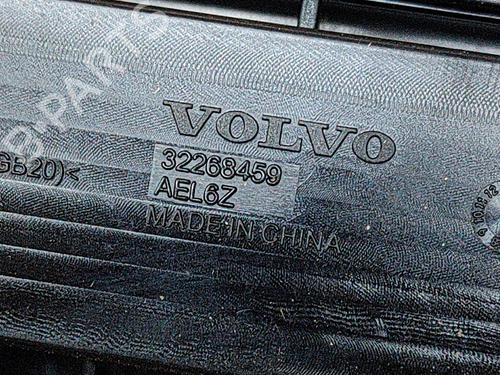 B-PARTS
VOLVO
GB20)<
32268459
AEL6Z
MADE IN CHINA